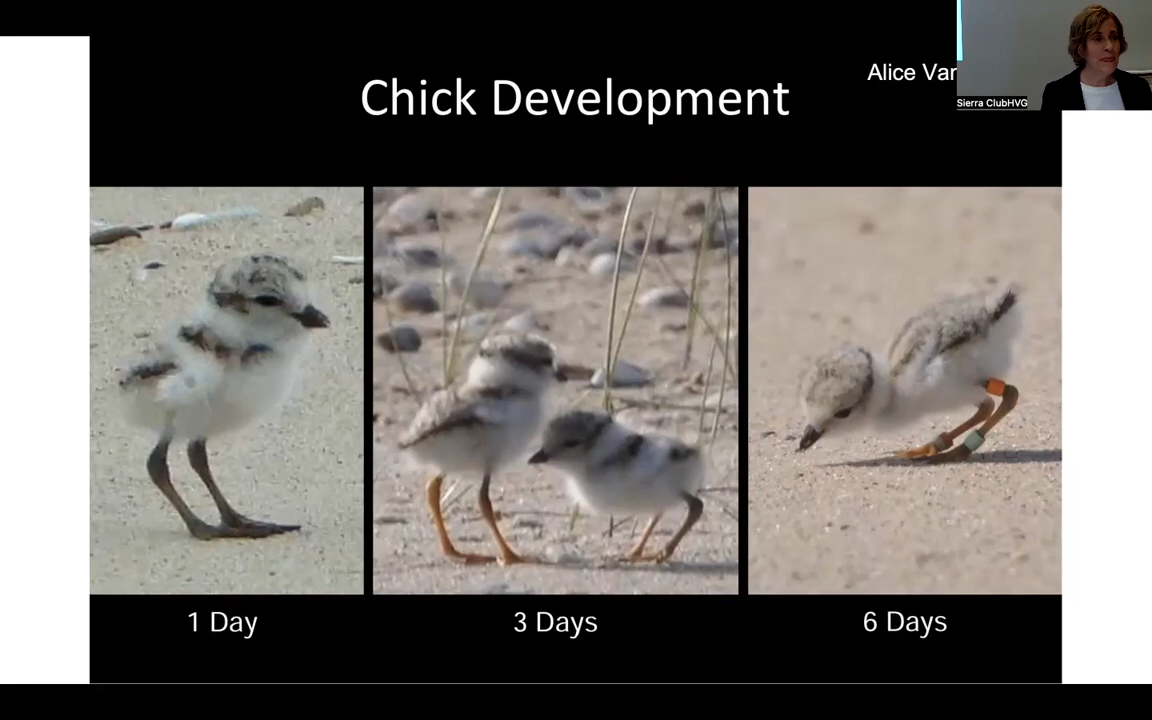 Alice Var
Chick Development
Sierra ClubHVG
1 Day
3 Days
6 Days